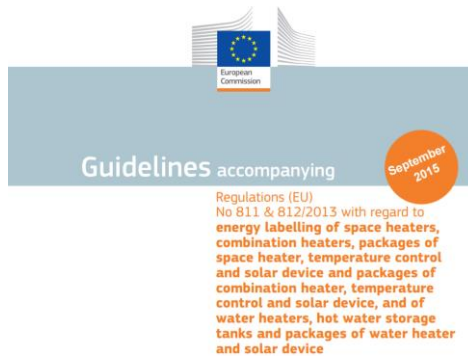 European
Commission
Guidelines accompanying
September
2015
Regulations (EU)
No 811 & 812/2013 with regard to
energy labelling of space heaters,
combination heaters, packages of
space heater, temperature control
and solar device and packages of
combination heater, temperature
control and solar device, and of
water heaters, hot water storage
tanks and packages of water heater
and solar device